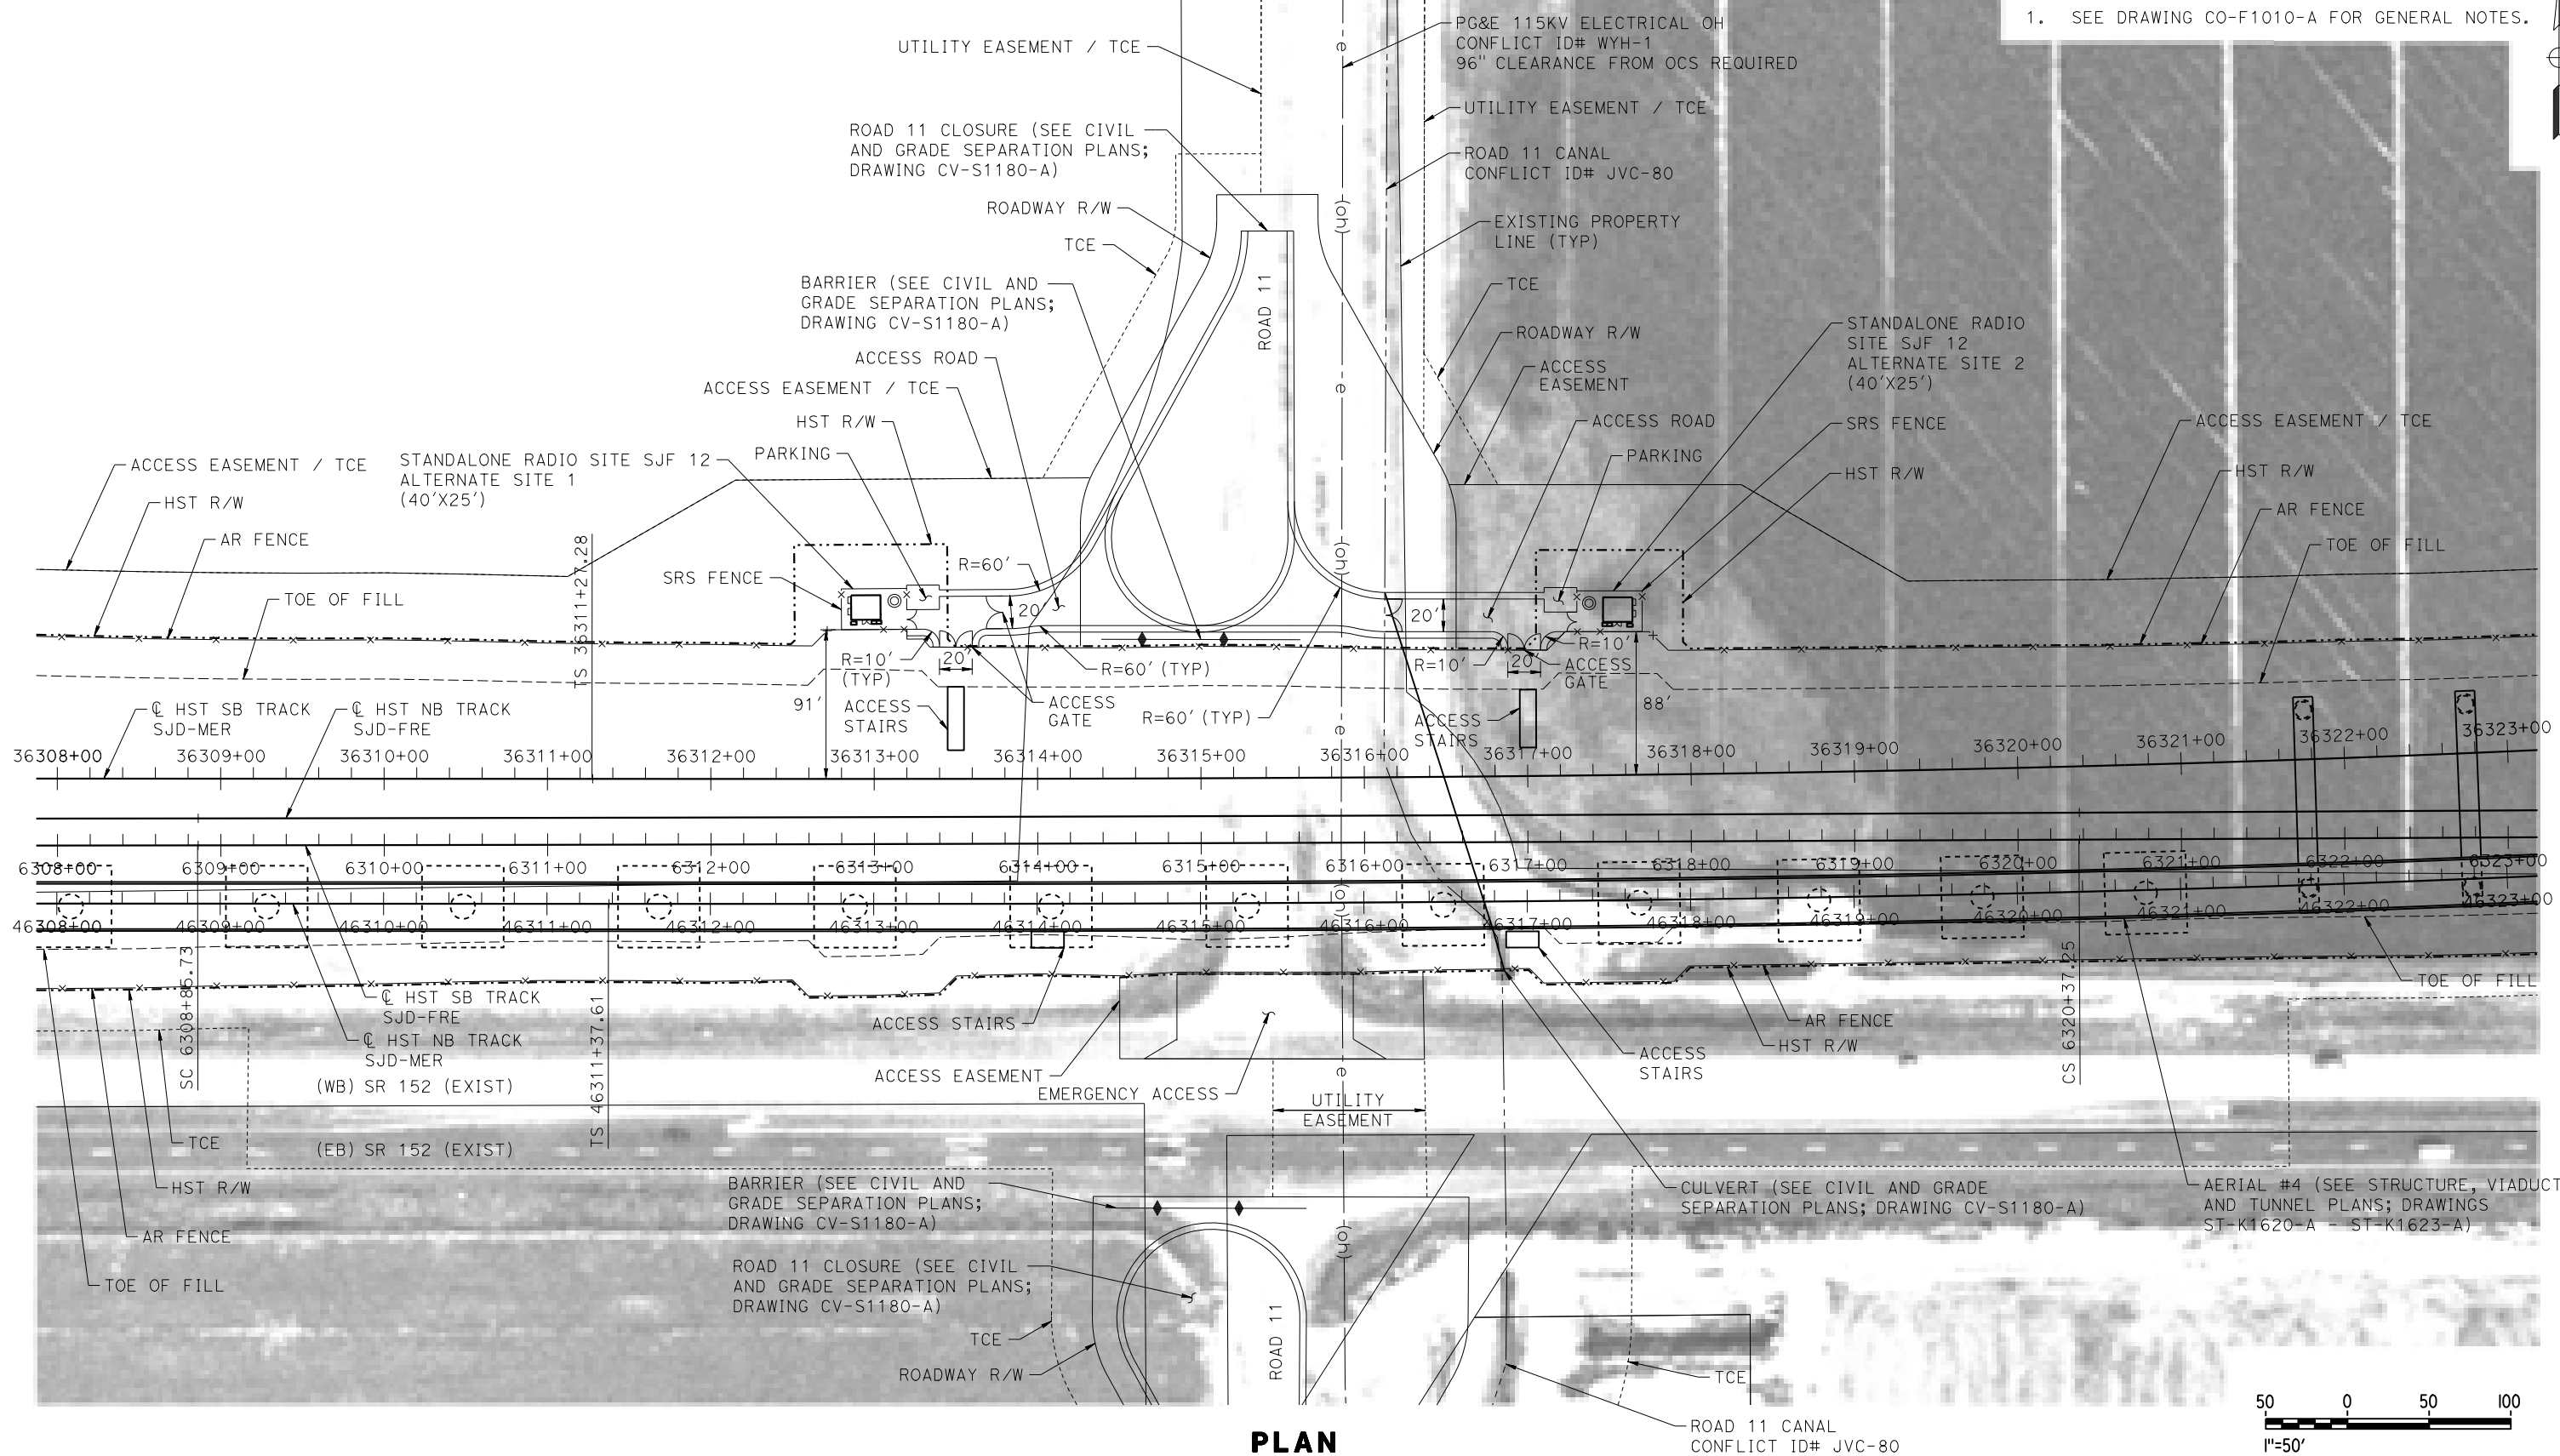 1. SEE DRAWING CO-F1010-A FOR GENERAL NOTES.
UTILITY EASEMENT / TCE
PG&E 115KV ELECTRICAL OH
CONFLICT ID# WYH-1
96" CLEARANCE FROM OCS REQUIRED
UTILITY EASEMENT / TCE
ROAD 11 CLOSURE (SEE CIVIL
AND GRADE SEPARATION PLANS;
DRAWING CV-S1180-A)
ROAD 11 CANAL
CONFLICT ID# JVC-80
ROADWAY R/W
TCE
EXISTING PROPERTY
LINE (TYP)
BARRIER (SEE CIVIL AND
GRADE SEPARATION PLANS;
DRAWING CV-S1180-A)
TCE
ROADWAY R/W
ACCESS
EASEMENT
STANDALONE RADIO
SITE SJF 12
ALTERNATE SITE 2
(40'X25')
ROAD 11
ACCESS ROAD
ACCESS EASEMENT / TCE
HST R/W
PARKING
ACCESS ROAD
PARKING
SRS FENCE
HST R/W
ACCESS EASEMENT / TCE
HST R/W
AR FENCE
TOE OF FILL
ACCESS EASEMENT / TCE
HST R/W
AR FENCE
STANDALONE RADIO SITE SJF 12
ALTERNATE SITE 1
(40'X25')
TOE OF FILL
SRS FENCE
TS 36311+27.28
R=60'
20'
20'
R=10'
(TYP)
20'
R=60' (TYP)
R=10'
20'
R=10'
ACCESS
GATE
91'
88'
ACCESS
STAIRS
ACCESS
GATE
R=60' (TYP)
ACCESS
STAIRS
e
(oh)
e
(oh)
e
(oh)
e
(oh)
℄ HST SB TRACK
SJD-MER
℄ HST NB TRACK
SJD-FRE
36308+00
36309+00
36310+00
36311+00
36312+00
36313+00
36314+00
36315+00
36316+00
36317+00
36318+00
36319+00
36320+00
36321+00
36322+00
36323+00
6308+00
6309+00
6310+00
6311+00
6312+00
6313+00
6314+00
6315+00
6316+00
6317+00
6318+00
6319+00
6320+00
6321+00
6322+00
6323+00
46308+00
46309+00
46310+00
46311+00
46312+00
46313+00
46314+00
46315+00
46316+00
46317+00
46318+00
46319+00
46320+00
46321+00
46322+00
46323+00
SC 6308+85.73
TS 46311+37.61
CS 6320+37.25
℄ HST SB TRACK
SJD-FRE
℄ HST NB TRACK
SJD-MER
(WB) SR 152 (EXIST)
(EB) SR 152 (EXIST)
TCE
HST R/W
AR FENCE
TOE OF FILL
ACCESS STAIRS
ACCESS EASEMENT
EMERGENCY ACCESS
UTILITY
EASEMENT
AR FENCE
HST R/W
ACCESS
STAIRS
TOE OF FILL
BARRIER (SEE CIVIL AND
GRADE SEPARATION PLANS;
DRAWING CV-S1180-A)
ROAD 11 CLOSURE (SEE CIVIL
AND GRADE SEPARATION PLANS;
DRAWING CV-S1180-A)
TCE
ROADWAY R/W
ROAD 11
CULVERT (SEE CIVIL AND GRADE
SEPARATION PLANS; DRAWING CV-S1180-A)
AERIAL #4 (SEE STRUCTURE, VIADUCT
AND TUNNEL PLANS; DRAWINGS
ST-K1620-A - ST-K1623-A)
TCE
ROAD 11 CANAL
CONFLICT ID# JVC-80
PLAN
50 0 50 100
1"=50'